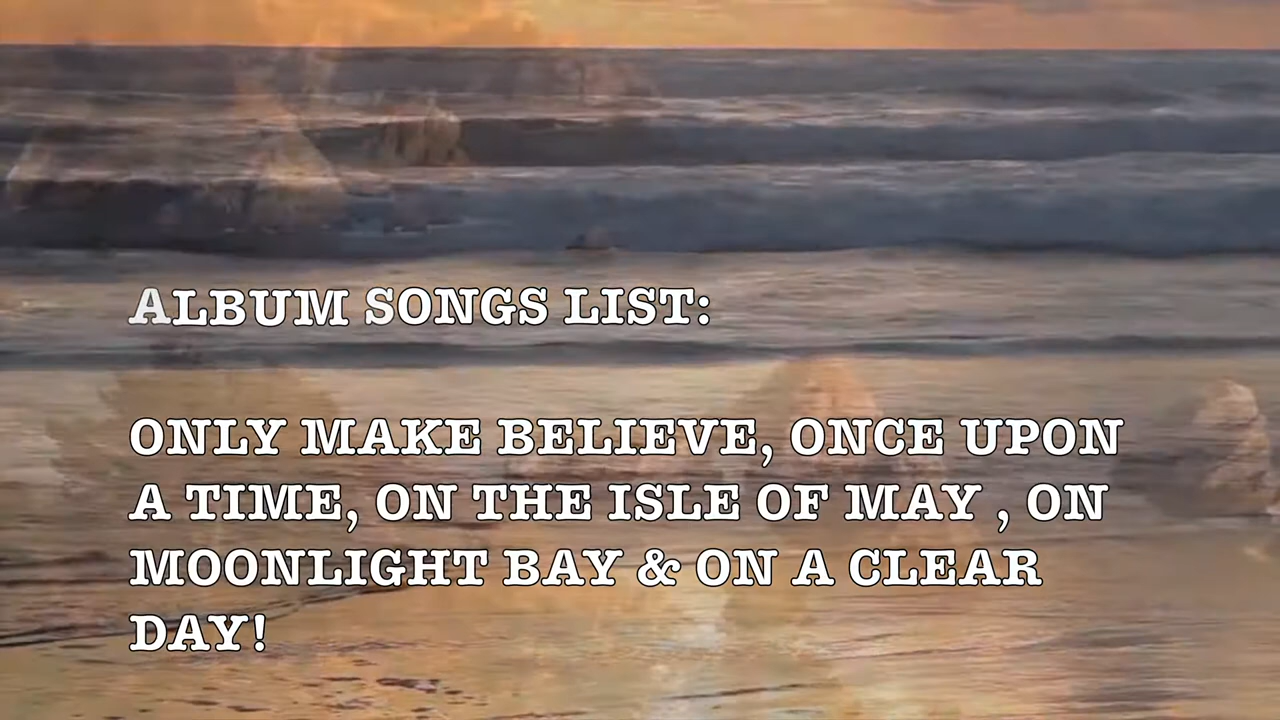 ALBUM SONGS LIST:
ONLY MAKE BELIEVE, ONCE UPON
A TIME, ON THE ISLE OF MAY , ON
MOONLIGHT BAY & ON A CLEAR
DAY!